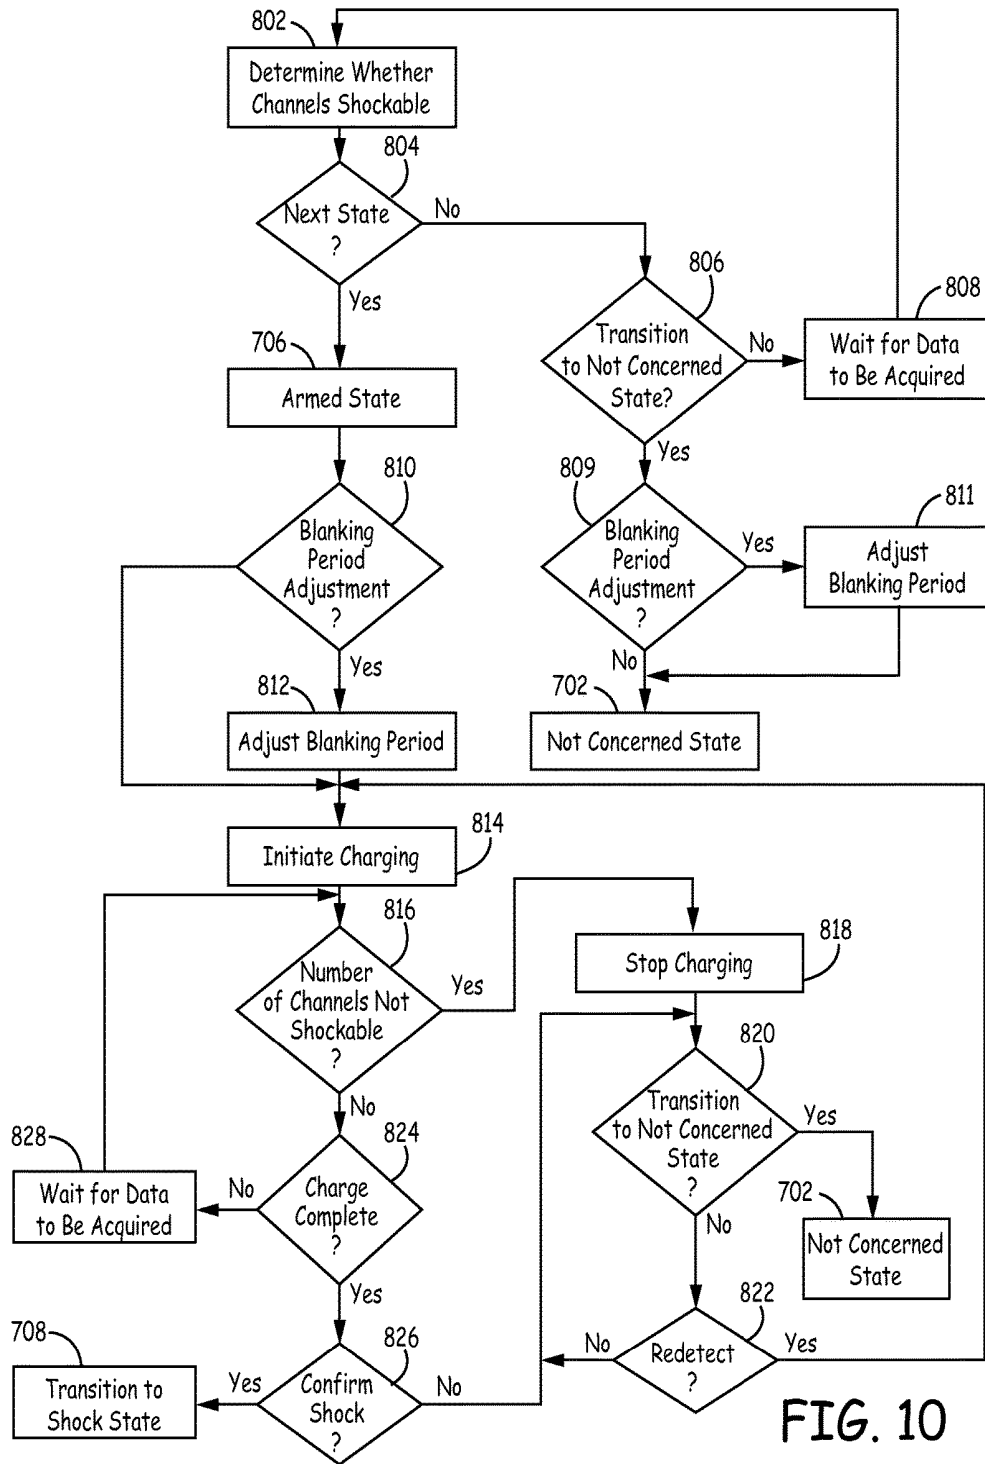 802
Determine Whether
Channels Shockable
804
Next State
?
No
Yes
806
Transition
to Not Concerned
State?
No
Yes
808
Wait for Data
to Be Acquired
706
Armed State
810
Blanking
Period
Adjustment
?
Yes
809
Blanking
Period
Adjustment
?
Yes
No
811
Adjust
Blanking Period
812
Adjust Blanking Period
702
Not Concerned State
814
Initiate Charging
816
Number
of Channels Not
Shockable
?
Yes
No
818
Stop Charging
820
Transition
to Not Concerned
State
?
Yes
No
702
Not Concerned
State
824
Charge
Complete
?
No
Yes
828
Wait for Data
to Be Acquired
822
Redetect
?
No
Yes
826
Confirm
Shock
?
Yes
No
708
Transition to
Shock State
FIG. 10